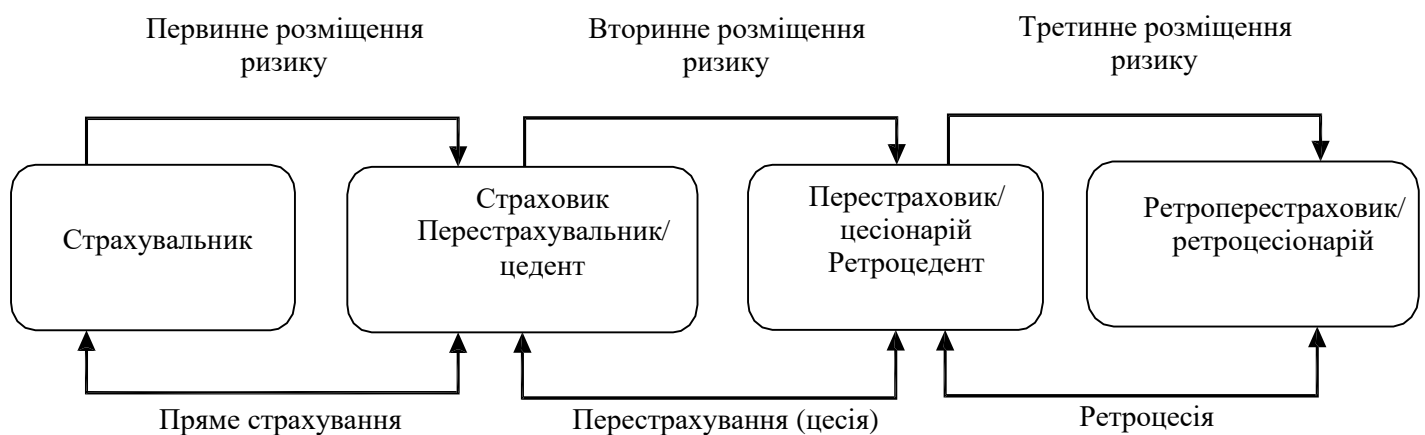 Первинне розміщення
ризику
Вторинне розміщення
ризику
Третинне розміщення
ризику
Страхувальник
Страховик
Перестрахувальник/
цедент
Перестраховик/
цесіонарій
Ретроцедент
Ретроперестраховик/
ретроцесіонарій
Пряме страхування
Перестрахування (цесія)
Ретроцесія